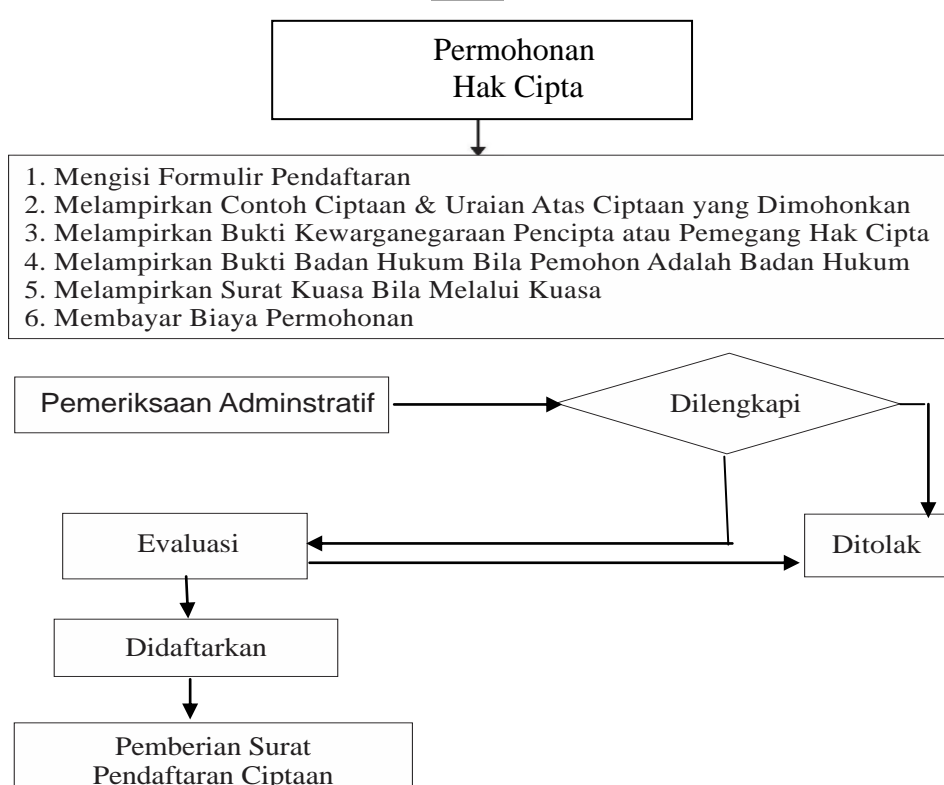 Permohonan
Hak Cipta
1. Mengisi Formulir Pendaftaran
2. Melampirkan Contoh Ciptaan & Uraian Atas Ciptaan yang Dimohonkan
3. Melampirkan Bukti Kewarganegaraan Pencipta atau Pemegang Hak Cipta
4. Melampirkan Bukti Badan Hukum Bila Pemohon Adalah Badan Hukum
5. Melampirkan Surat Kuasa Bila Melalui Kuasa
6. Membayar Biaya Permohonan
Pemeriksaan Adminstratif
Dilengkapi
Evaluasi
Ditolak
Didaftarkan
Pemberian Surat
Pendaftaran Ciptaan